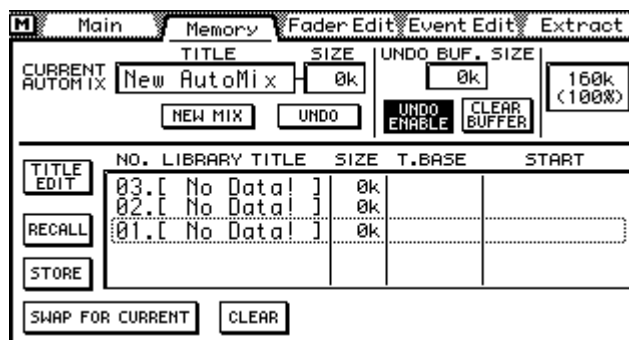 M Main Memory Fader Edit Event Edit Extract
TITLE SIZE UNDO BUF. SIZE
CURRENT AUTOMIX New AutoMix 0k 0k 160k
(100%)
NEW MIX UNDO UNDO ENABLE CLEAR BUFFER
NO. LIBRARY TITLE SIZE T.BASE START
TITLE EDIT
03.[ No Data! ] 0k
02.[ No Data! ] 0k
RECALL 01.[ No Data! ] 0k
STORE
SWAP FOR CURRENT CLEAR